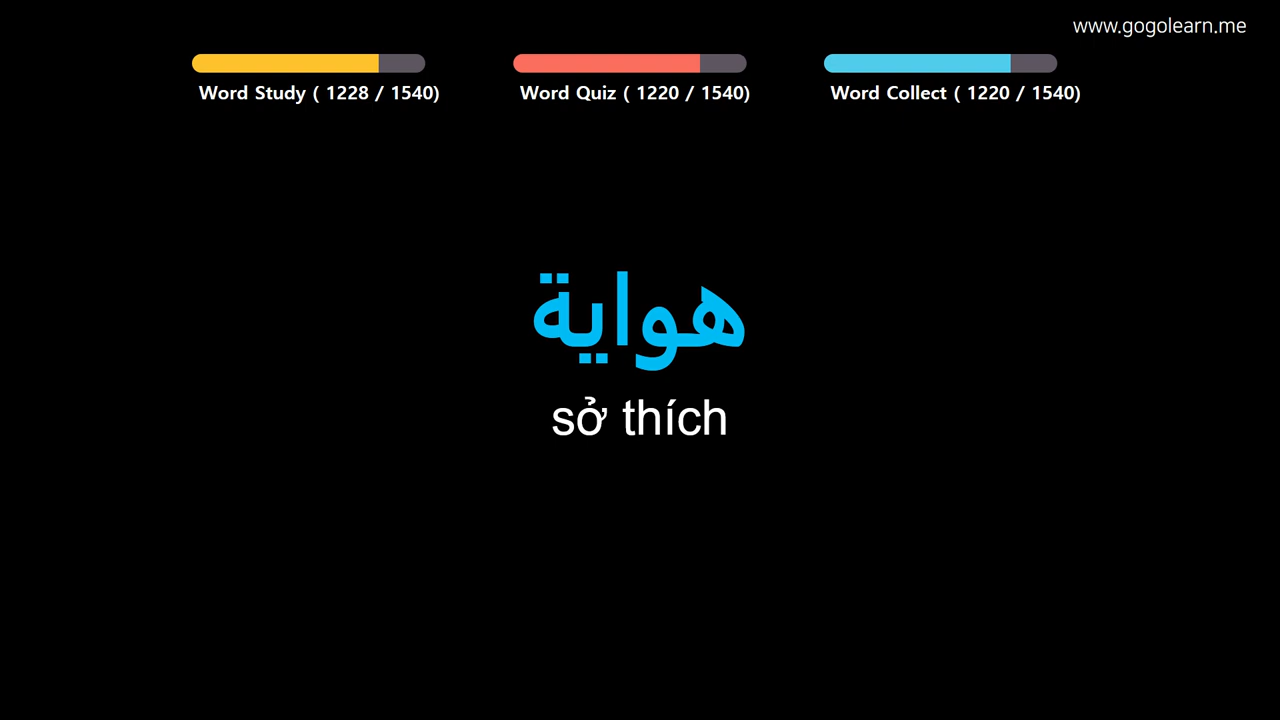 www.gogolearn.me
Word Study ( 1228 / 1540)
Word Quiz ( 1220 / 1540)
Word Collect ( 1220 / 1540)
هواية
sở thích